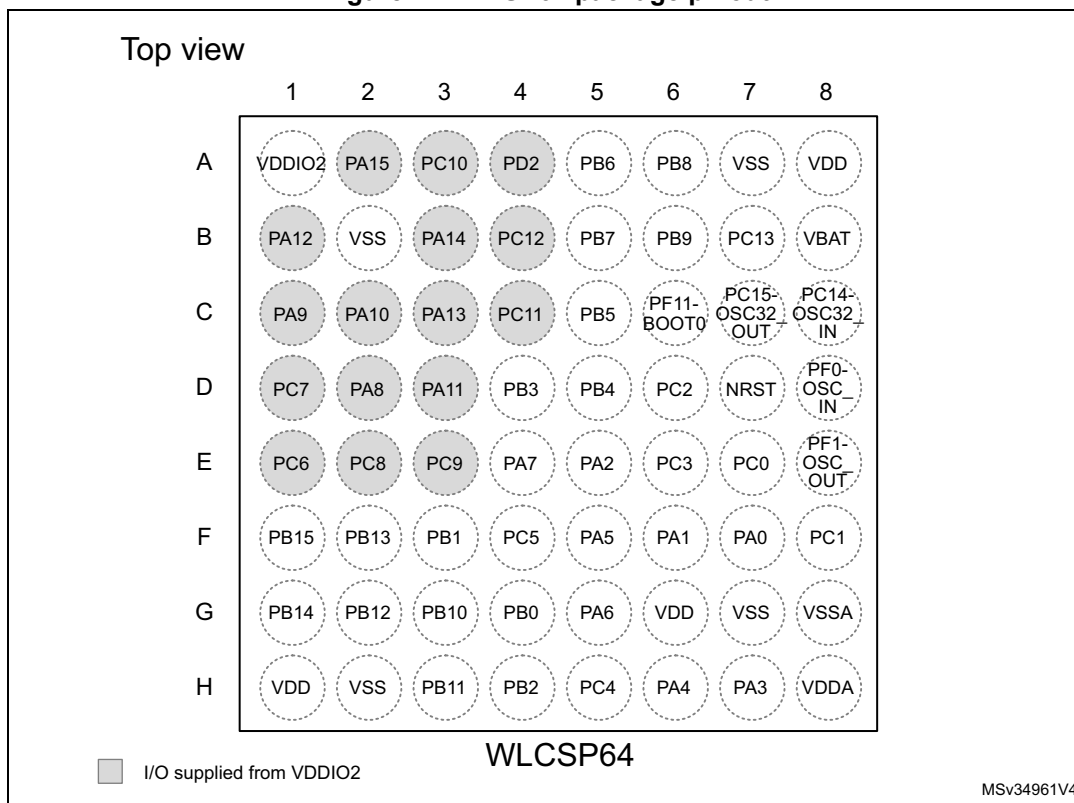 Top view
1 2 3 4 5 6 7 8
A VDDIO2 PA15 PC10 PD2 PB6 PB8 VSS VDD
B PA12 VSS PA14 PC12 PB7 PB9 PC13 VBAT
C PA9 PA10 PA13 PC11 PB5 PF11-BOOT0 PC15-OSC32_OUT PC14-OSC32_IN
D PC7 PA8 PA11 PB3 PB4 PC2 NRST PF0-OSC_IN
E PC6 PC8 PC9 PA7 PA2 PC3 PC0 PF1-OSC_OUT
F PB15 PB13 PB1 PC5 PA5 PA1 PA0 PC1
G PB14 PB12 PB10 PB0 PA6 VDD VSS VSSA
H VDD VSS PB11 PB2 PC4 PA4 PA3 VDDA
WLCSP64
I/O supplied from VDDIO2
MSv34961V4